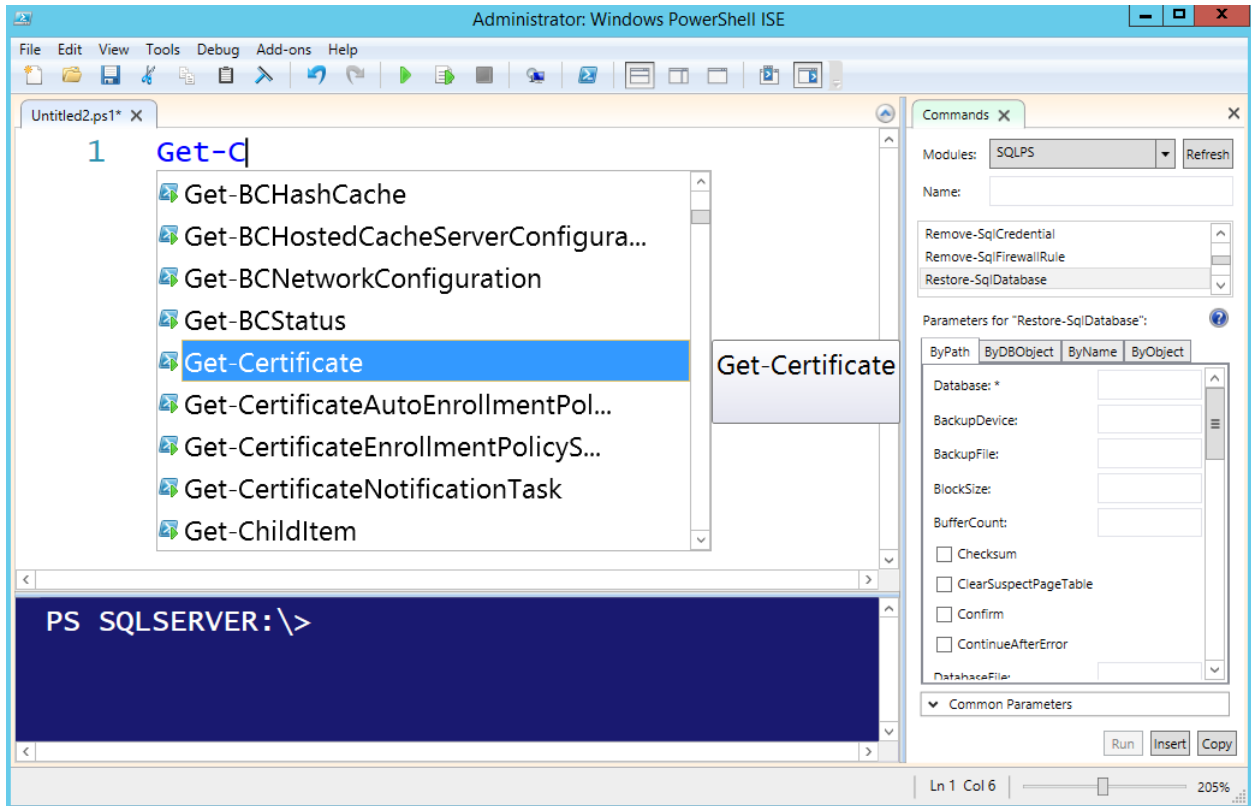 Administrator: Windows PowerShell ISE
File Edit View Tools Debug Add-ons Help
Untitled2.ps1*
1 Get-C
Get-BCHashCache
Get-BCHostedCacheServerConfigura...
Get-BCNetworkConfiguration
Get-BCStatus
Get-Certificate
Get-Certificate
Get-CertificateAutoEnrollmentPol...
Get-CertificateEnrollmentPolicyS...
Get-CertificateNotificationTask
Get-ChildItem
PS SQLSERVER:\>
Commands
Modules: SQLPS Refresh
Name:
Remove-SqlCredential
Remove-SqlFirewallRule
Restore-SqlDatabase
Parameters for "Restore-SqlDatabase":
ByPath ByDBObject ByName ByObject
Database: *
BackupDevice:
BackupFile:
BlockSize:
BufferCount:
Checksum
ClearSuspectPageTable
Confirm
ContinueAfterError
DatabaseFile:
Common Parameters
Run Insert Copy
Ln 1 Col 6 205%